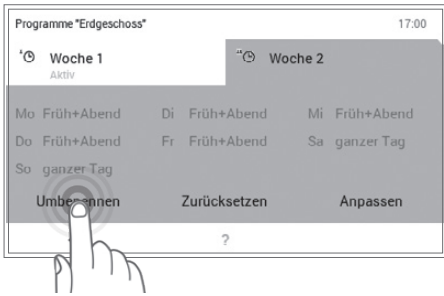 Programme "Erdgeschoss" 17:00
Woche 1 Woche 2
Aktiv
Mo Früh+Abend Di Früh+Abend Mi Früh+Abend
Do Früh+Abend Fr Früh+Abend Sa ganzer Tag
So ganzer Tag
Umbenennen Zurücksetzen Anpassen
?